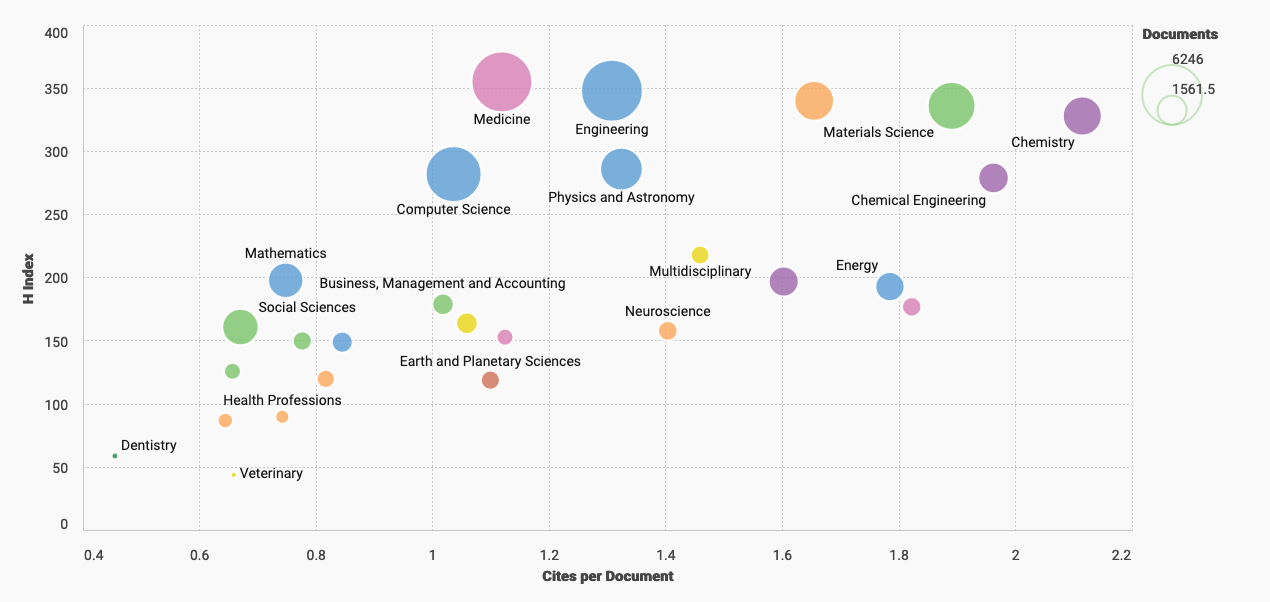 400
350
300
250
200
150
100
50
0
H Index
Medicine
Engineering
Materials Science
Chemistry
Computer Science
Physics and Astronomy
Chemical Engineering
Mathematics
Multidisciplinary
Energy
Business, Management and Accounting
Social Sciences
Neuroscience
Earth and Planetary Sciences
Health Professions
Dentistry
Veterinary
0.4 0.6 0.8 1 1.2 1.4 1.6 1.8 2 2.2
Cites per Document
Documents
6246
1561.5